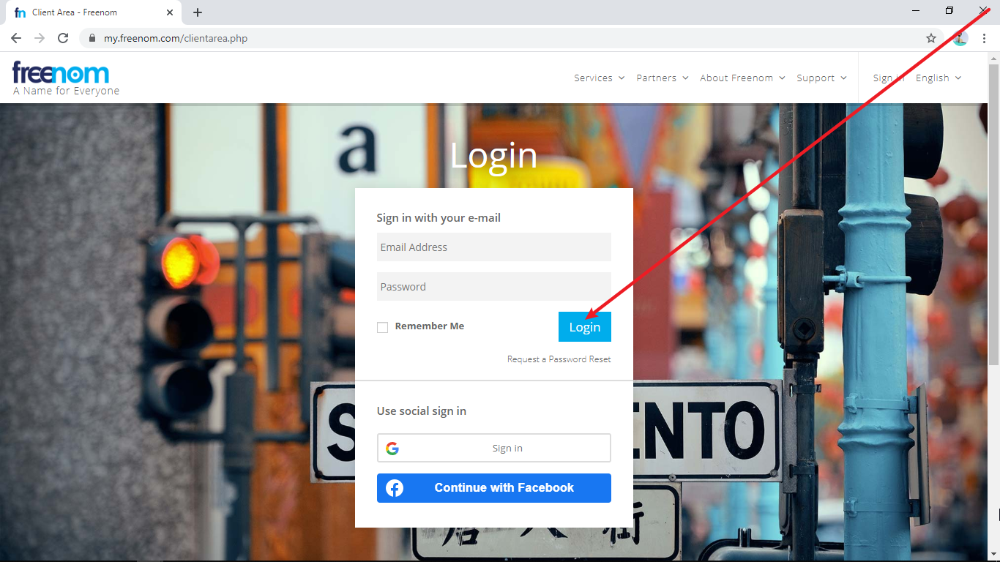 Client Area - Freenom
my.freenom.com/clientarea.php
freenom
A Name for Everyone
Services
Partners
About Freenom
Support
Sign in
English
a
Login
Sign in with your e-mail
Email Address
Password
Remember Me
Login
Request a Password Reset
Use social sign in
S
ENTO
Sign in
Continue with Facebook
街